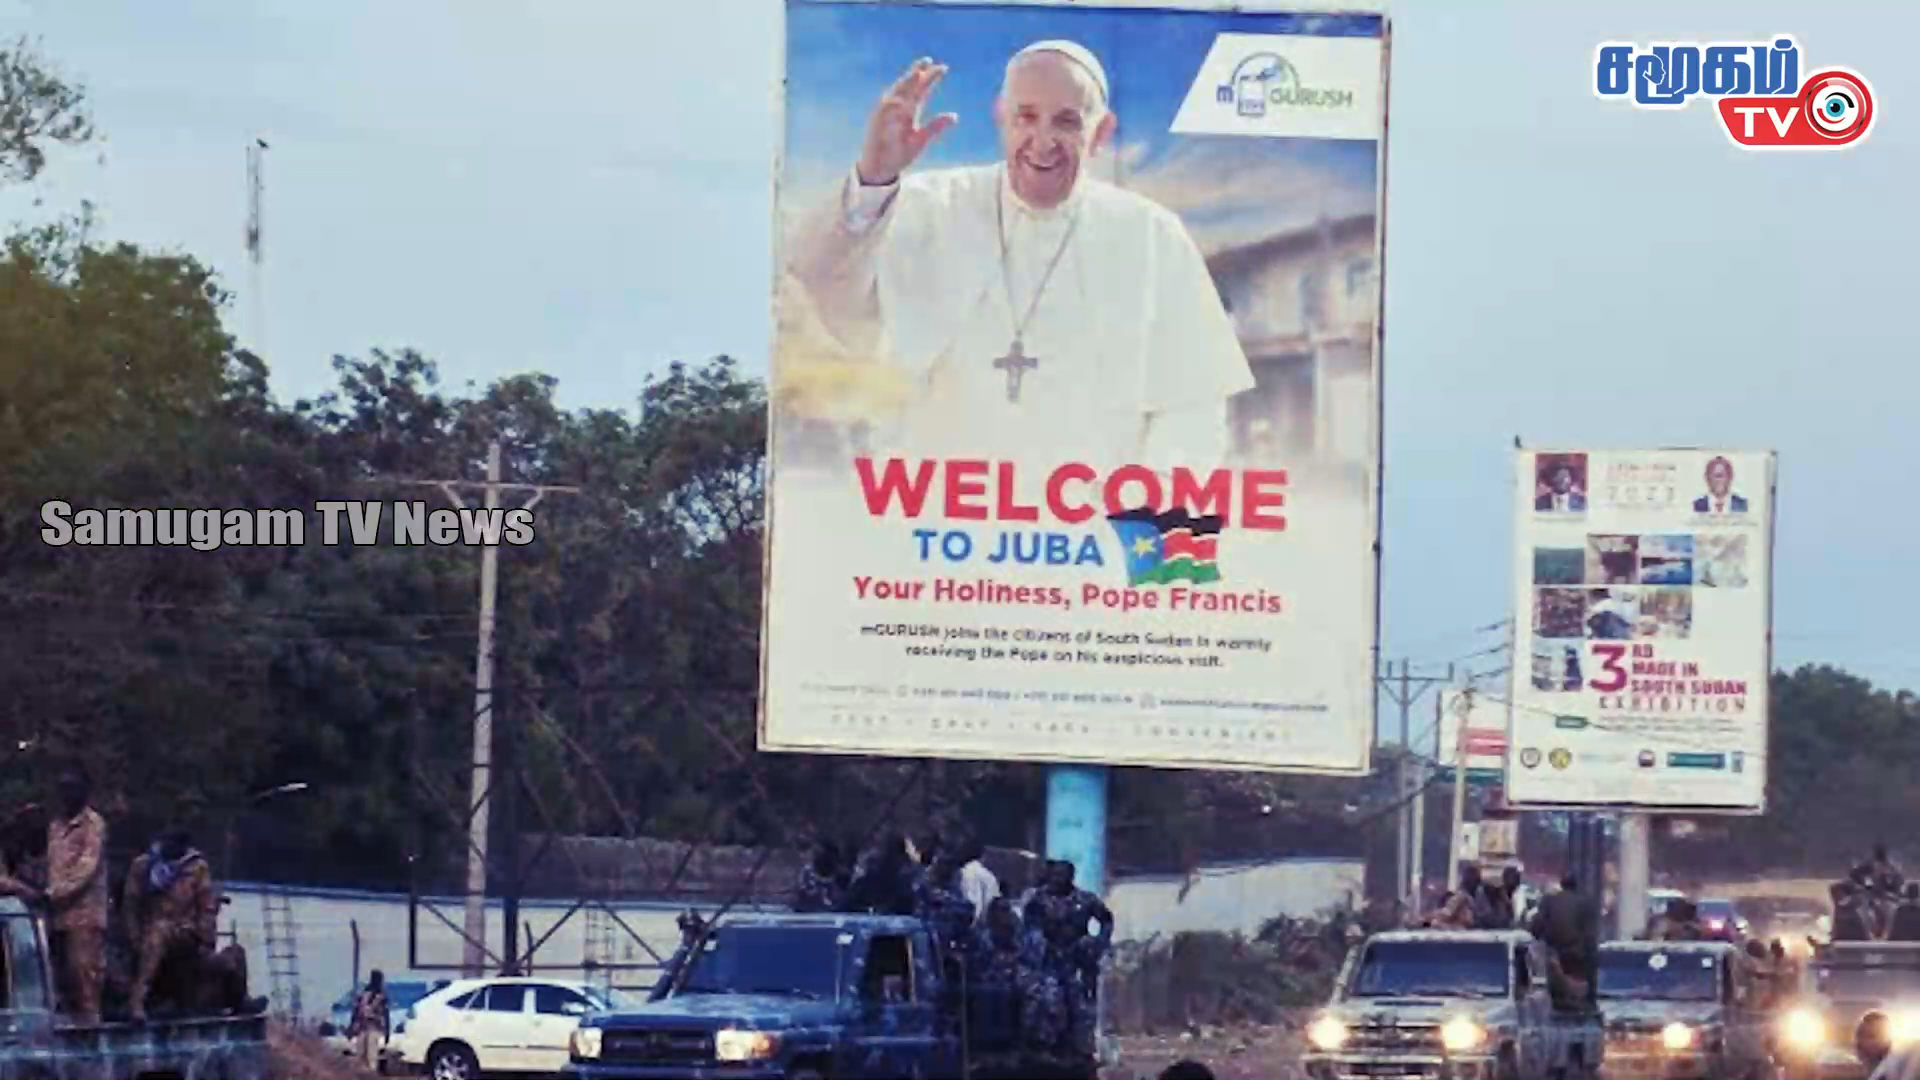 சமூகம்
TV
mGURUSH
WELCOME
TO JUBA
Your Holiness, Pope Francis
mGURUSH joins the citizens of South Sudan in warmly
receiving the Pope on his auspicious visit.
Samugam TV News
3RD
MADE IN
SOUTH SUDAN
EXHIBITION